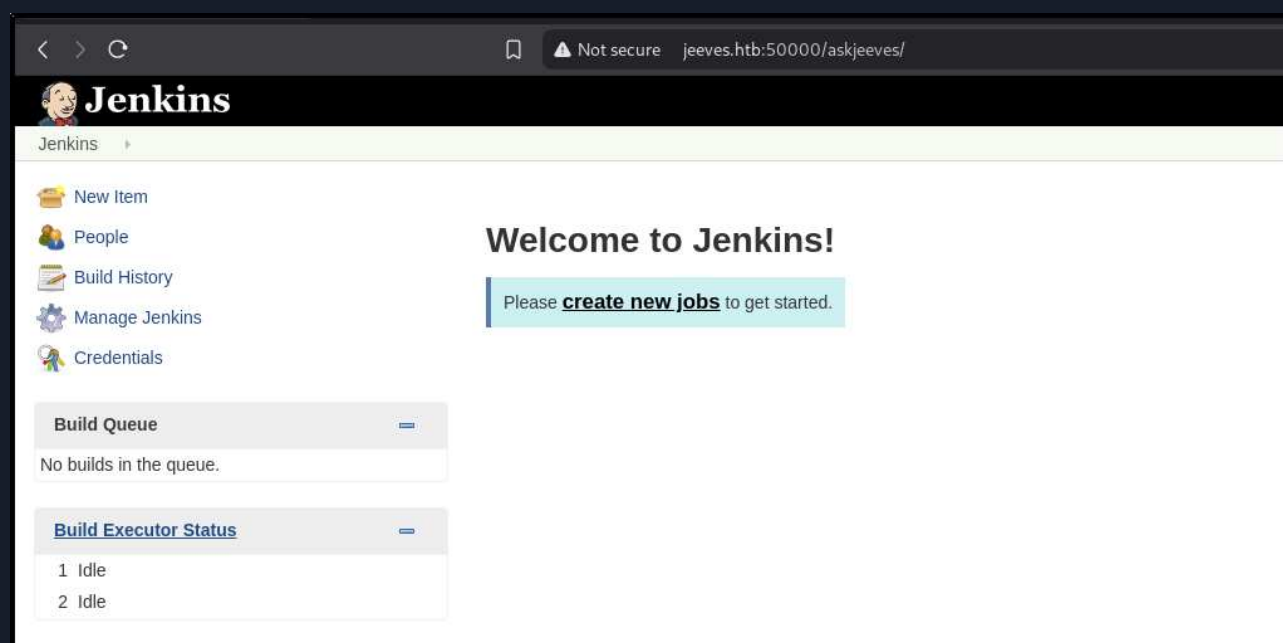 Not secure jeeves.htb:50000/askjeeves/
Jenkins
Jenkins
New Item
People
Build History
Manage Jenkins
Credentials
Welcome to Jenkins!
Please create new jobs to get started.
Build Queue
No builds in the queue.
Build Executor Status
1 Idle
2 Idle